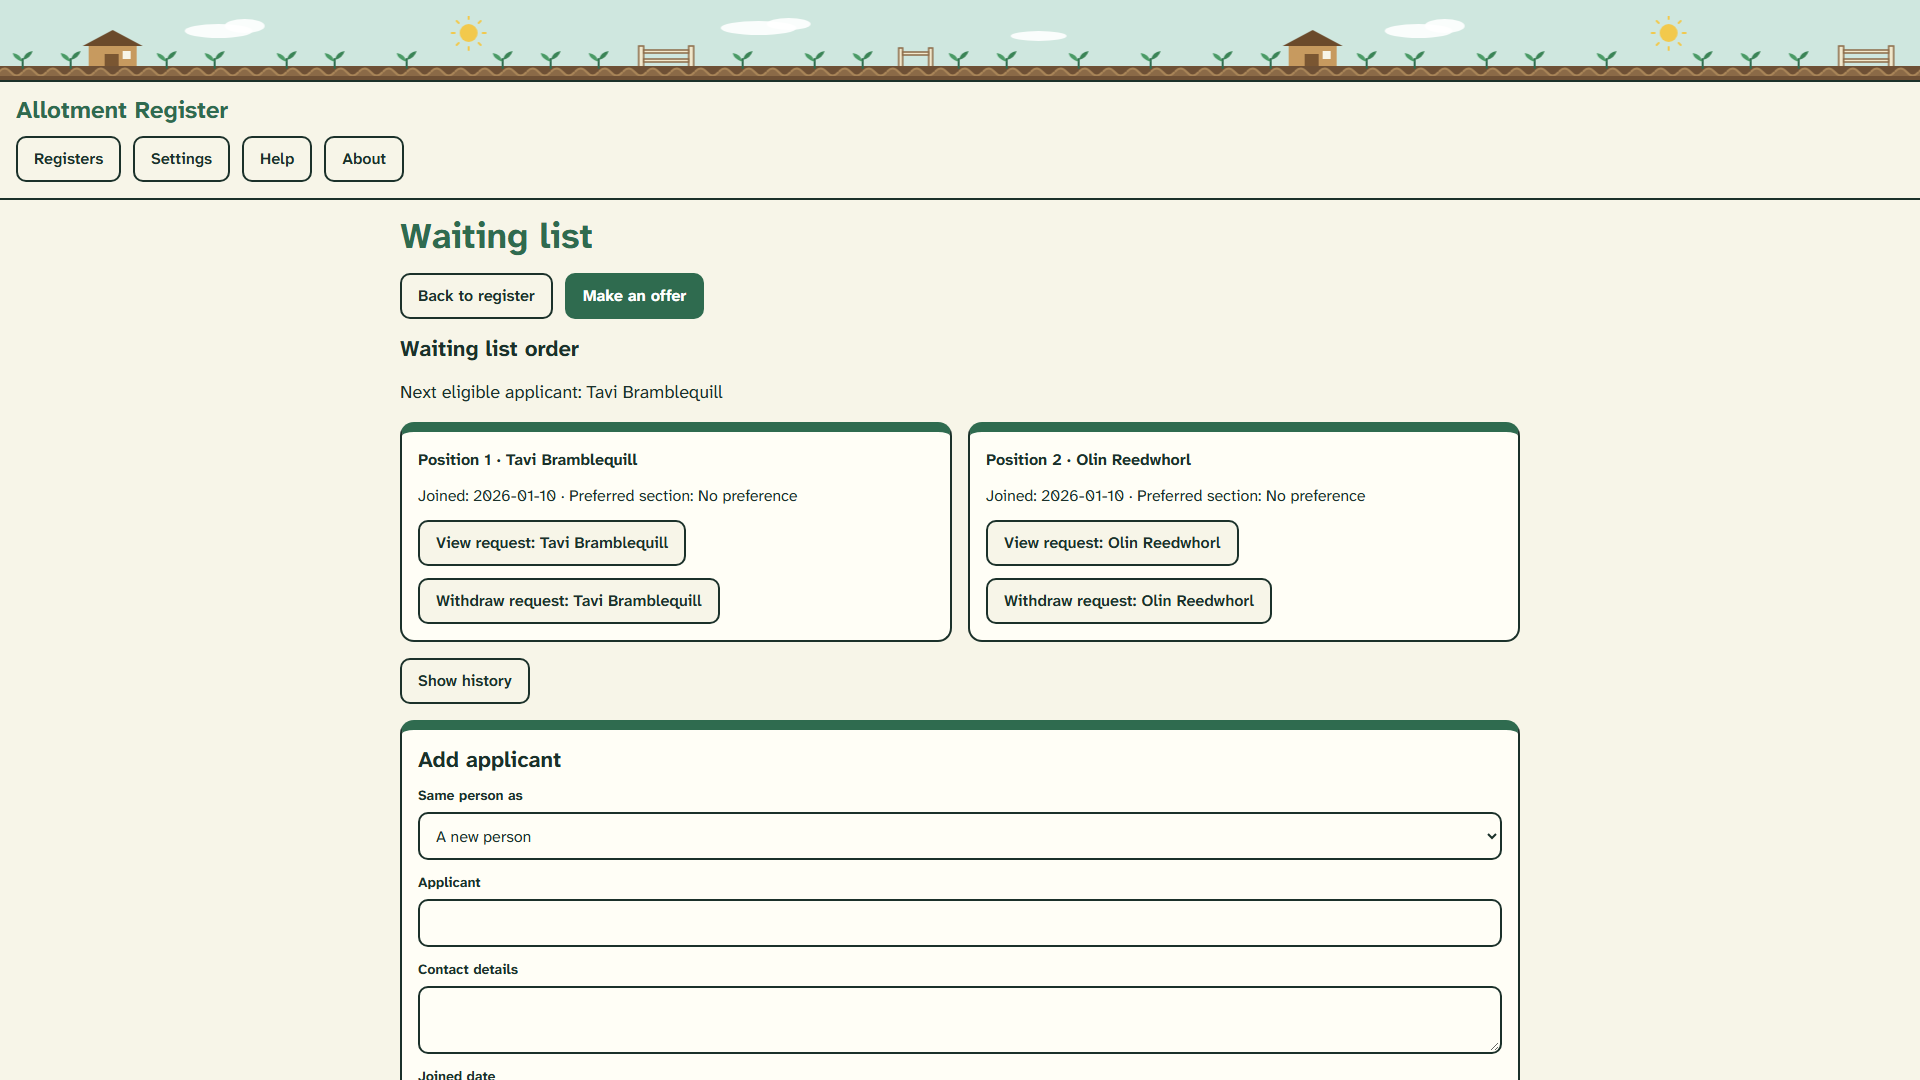 Allotment Register
Registers
Settings
Help
About
Waiting list
Back to register
Make an offer
Waiting list order
Next eligible applicant: Tavi Bramblequill
Position 1 · Tavi Bramblequill
Joined: 2026-01-10 · Preferred section: No preference
View request: Tavi Bramblequill
Withdraw request: Tavi Bramblequill
Position 2 · Olin Reedwhorl
Joined: 2026-01-10 · Preferred section: No preference
View request: Olin Reedwhorl
Withdraw request: Olin Reedwhorl
Show history
Add applicant
Same person as
A new person
Applicant
Contact details
Joined date